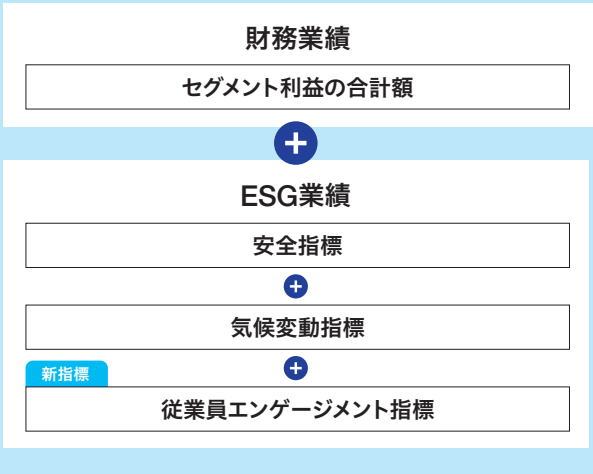 財務業績
セグメント利益の合計額
+
ESG業績
安全指標
+
気候変動指標
+
新指標
従業員エンゲージメント指標